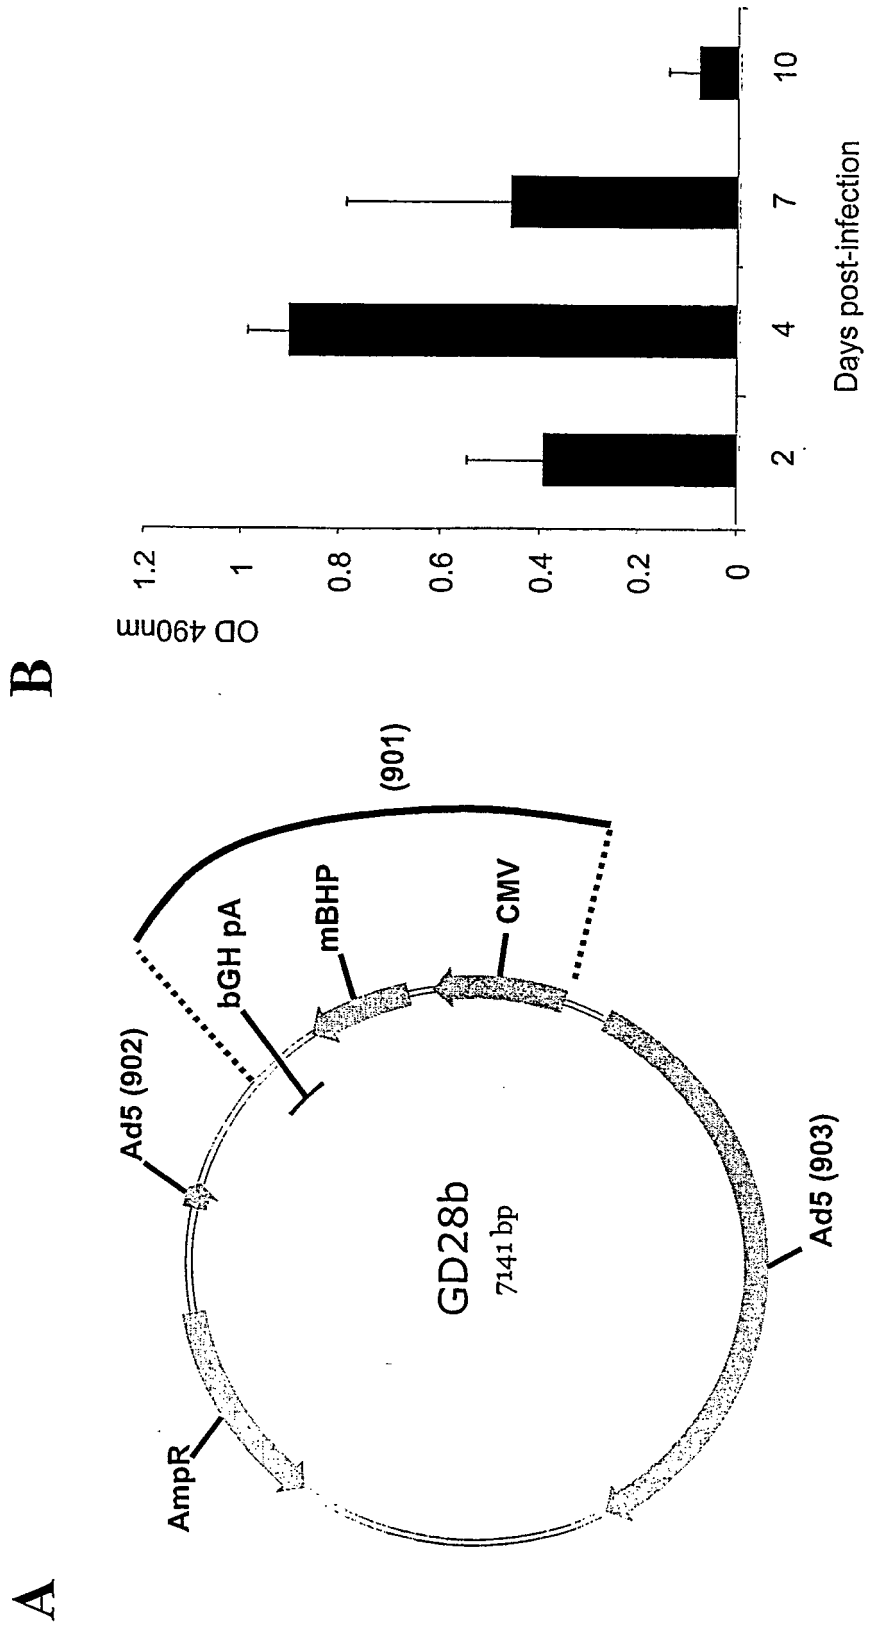 A
AmpR
Ad5 (902)
bGH pA
mBHP
CMV
(901)
GD28b
7141 bp
Ad5 (903)
B
OD 490nm
1.2
1
0.8
0.6
0.4
0.2
0
2
4
7
10
Days post-infection